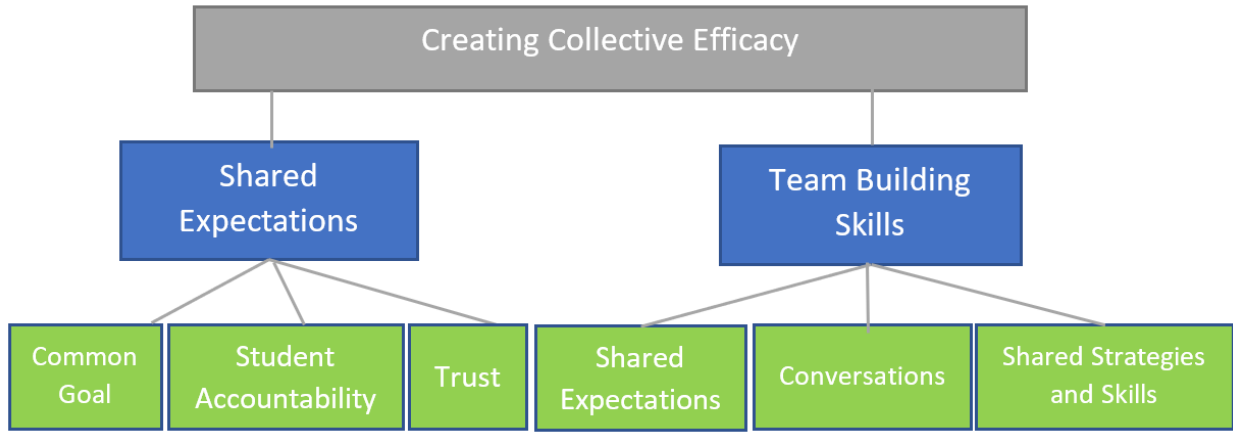 Creating Collective Efficacy
Shared
Expectations
Team Building
Skills
Common
Goal
Student
Accountability
Trust
Shared
Expectations
Conversations
Shared Strategies
and Skills